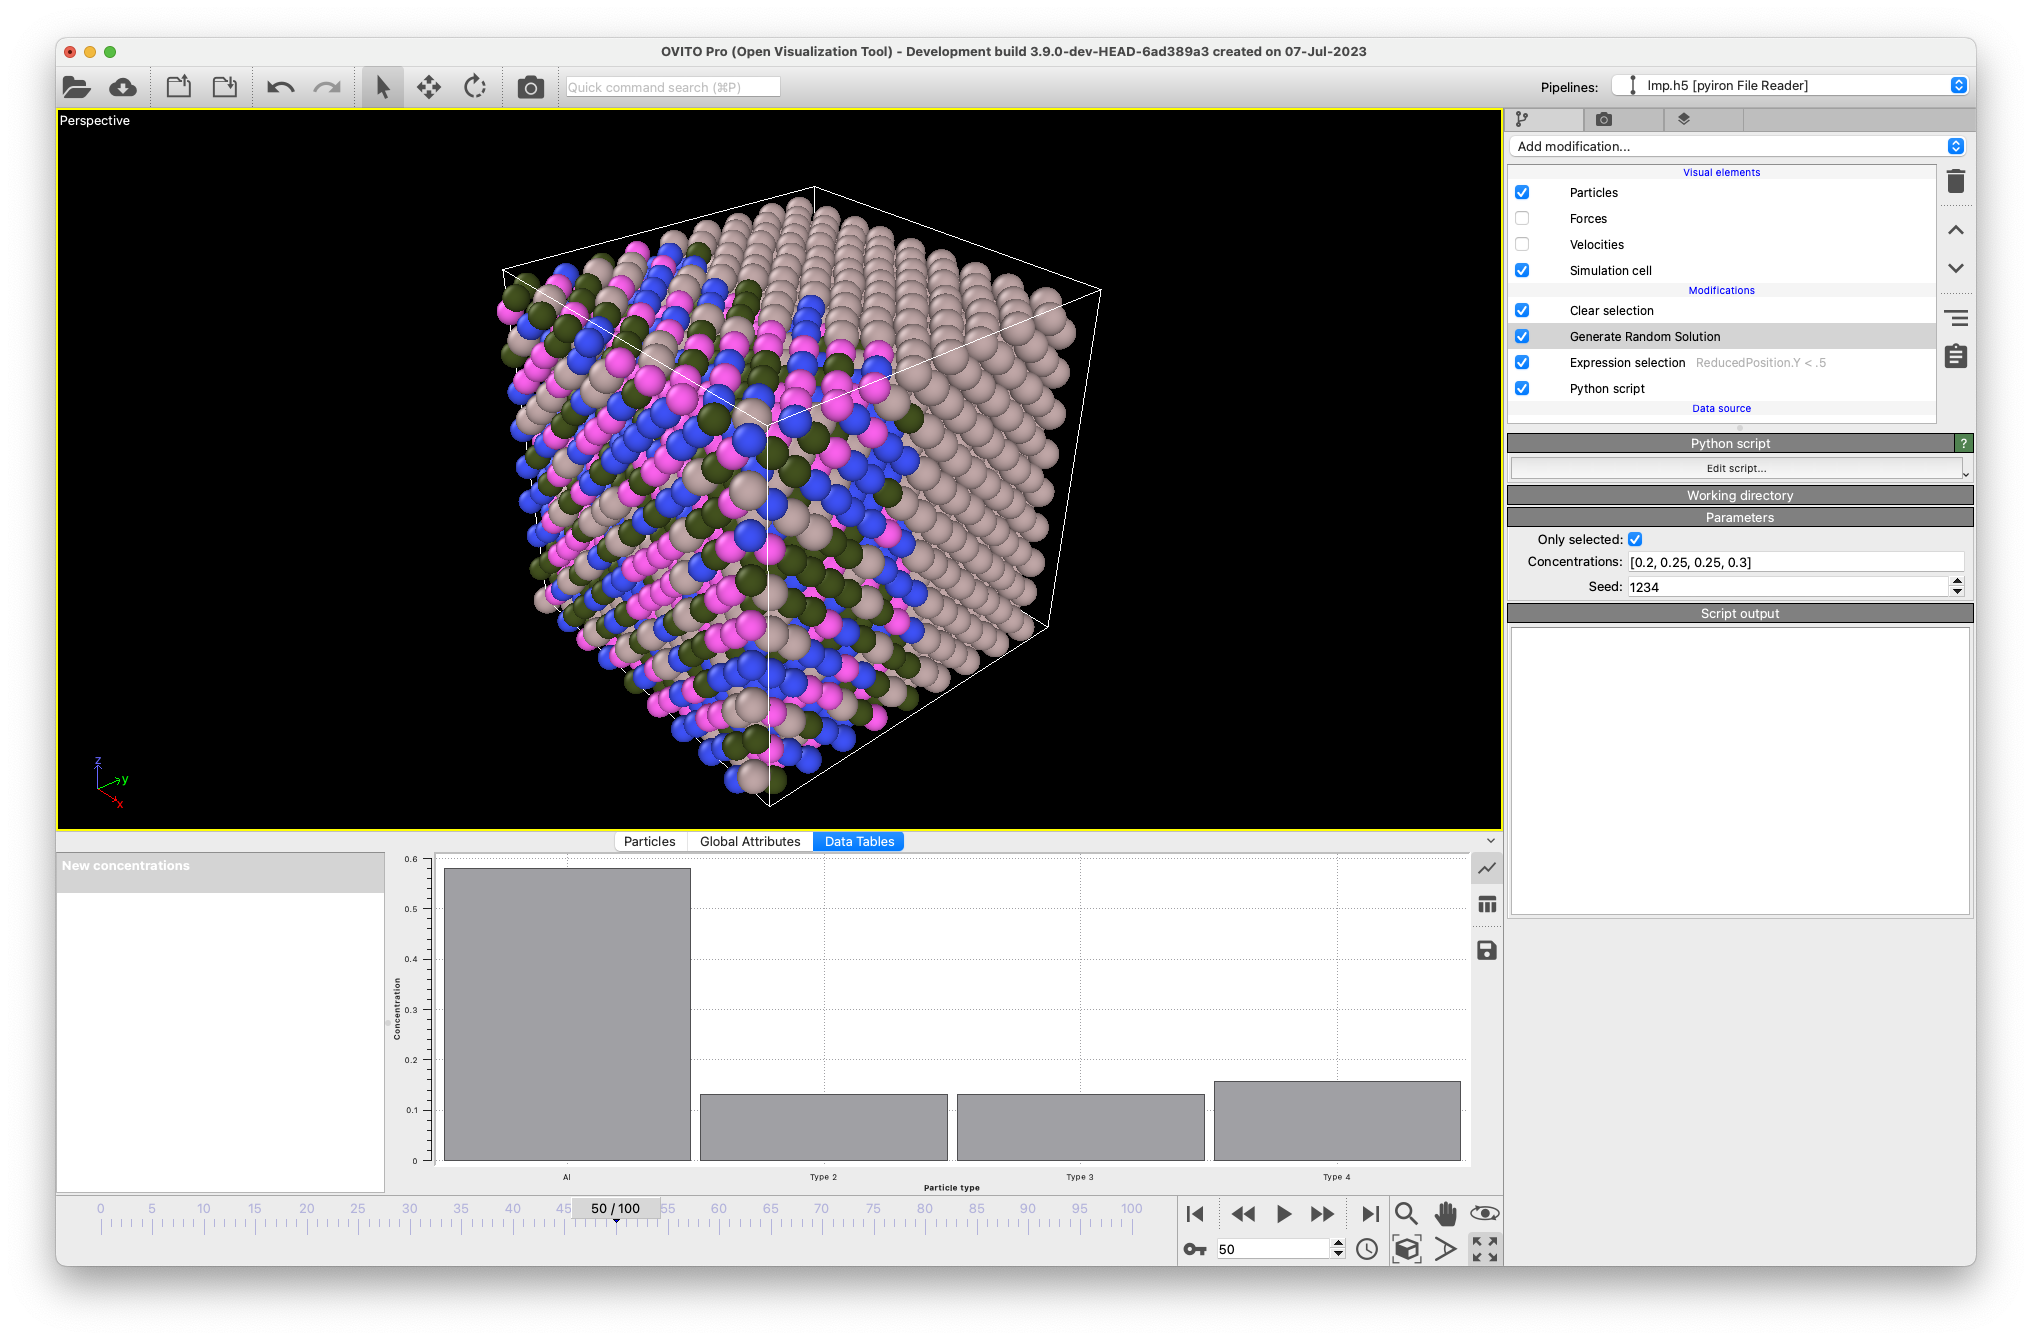 OVITO Pro (Open Visualization Tool) - Development build 3.9.0-dev-HEAD-6ad389a3 created on 07-Jul-2023
Quick command search (⌘P)
Pipelines:
lmp.h5 [pyiron File Reader]
Perspective
z
y
x
Add modification...
Visual elements
Particles
Forces
Velocities
Simulation cell
Modifications
Clear selection
Generate Random Solution
Expression selection ReducedPosition.Y < .5
Python script
Data source
Python script
?
Edit script...
Working directory
Parameters
Only selected:
Concentrations: [0.2, 0.25, 0.25, 0.3]
Seed: 1234
Script output
Particles Global Attributes Data Tables
New concentrations
0.6
0.5
0.4
0.3
0.2
0.1
0
Concentration
Al Type 2 Type 3 Type 4
Particle type
0 5 10 15 20 25 30 35 40 45 50 / 100 55 60 65 70 75 80 85 90 95 100
50